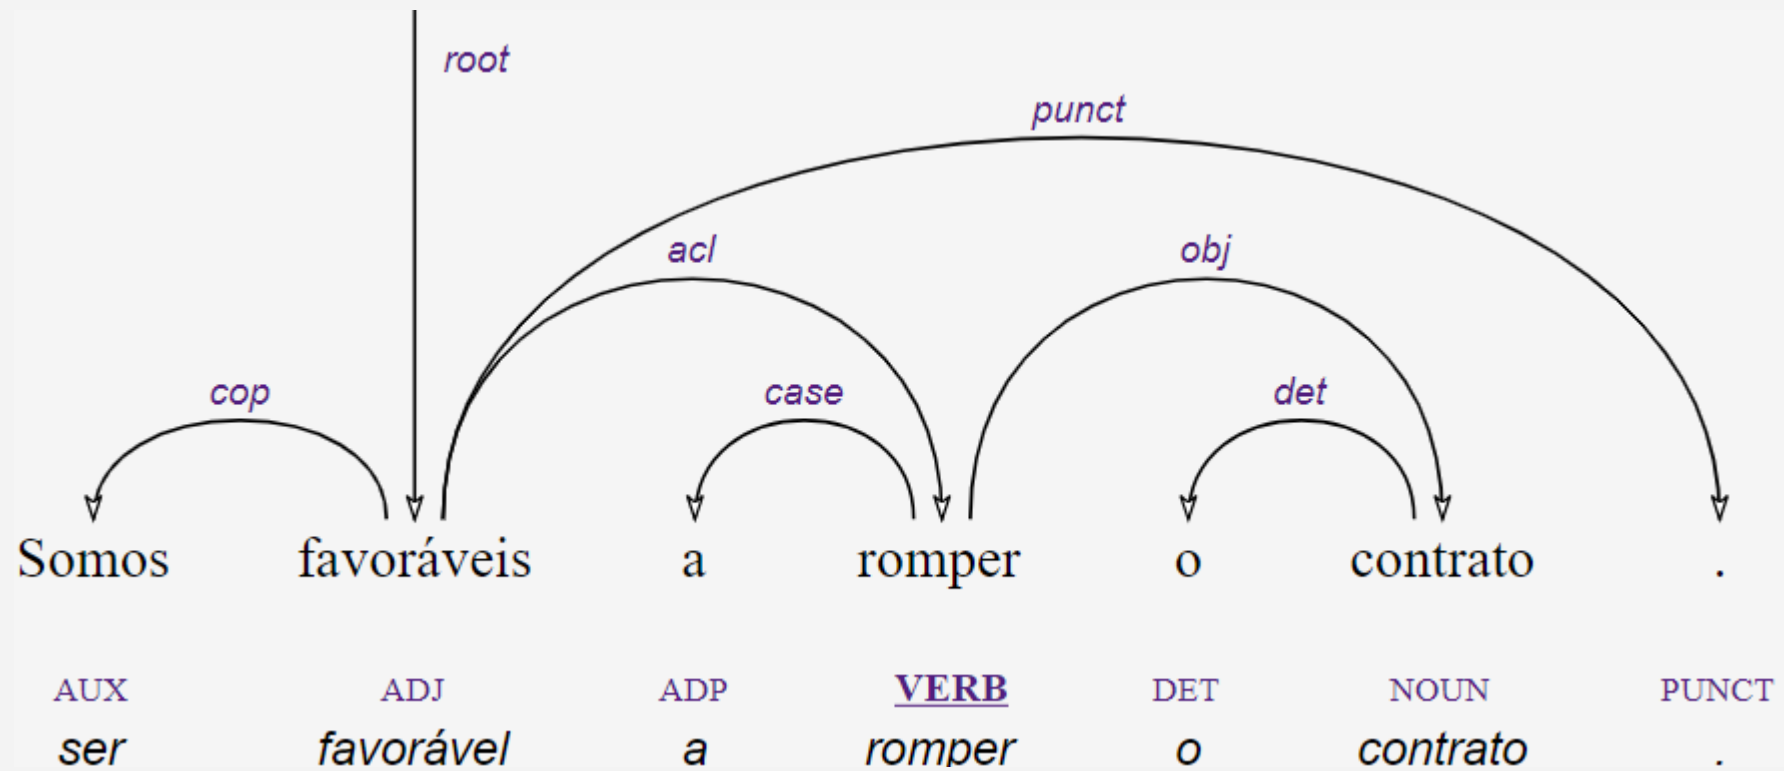 root
punct
acl obj
cop case det
Somos favoráveis a romper o contrato .
AUX ADJ ADP VERB DET NOUN PUNCT
ser favorável a romper o contrato .